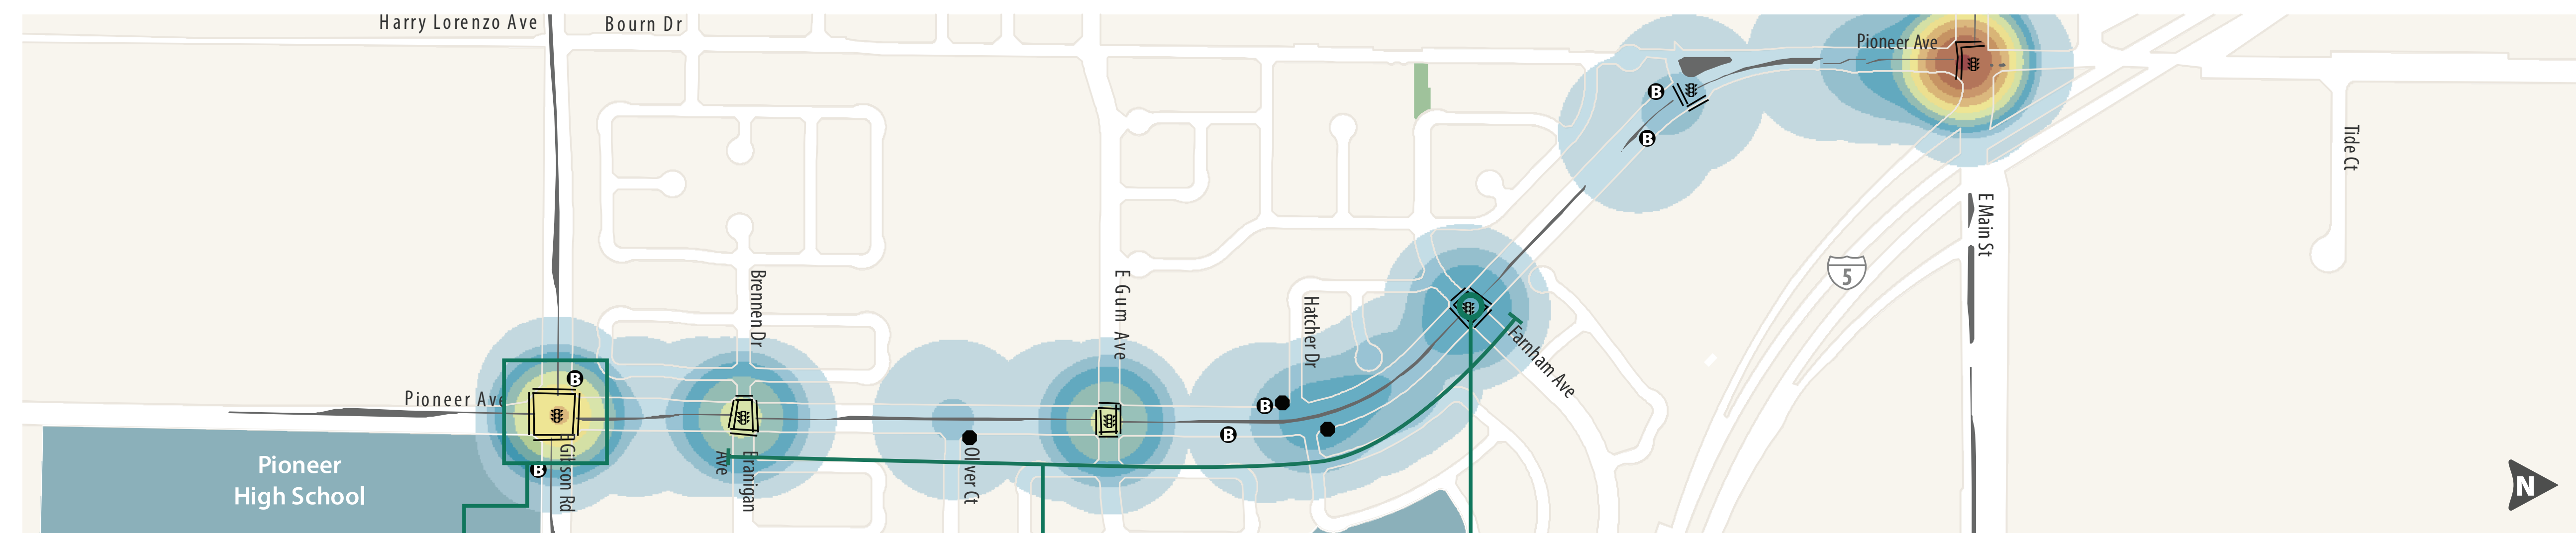 Harry Lorenzo Ave
Bourn Dr
Pioneer Ave
B
B
Tide Ct
E Main St
5
Brennen Dr
E Gum Ave
Hatcher Dr
Farnham Ave
Pioneer Ave
B
B
B
B
E Gibson Rd
Branigan
Ave
Oliver Ct
Pioneer
High School
N